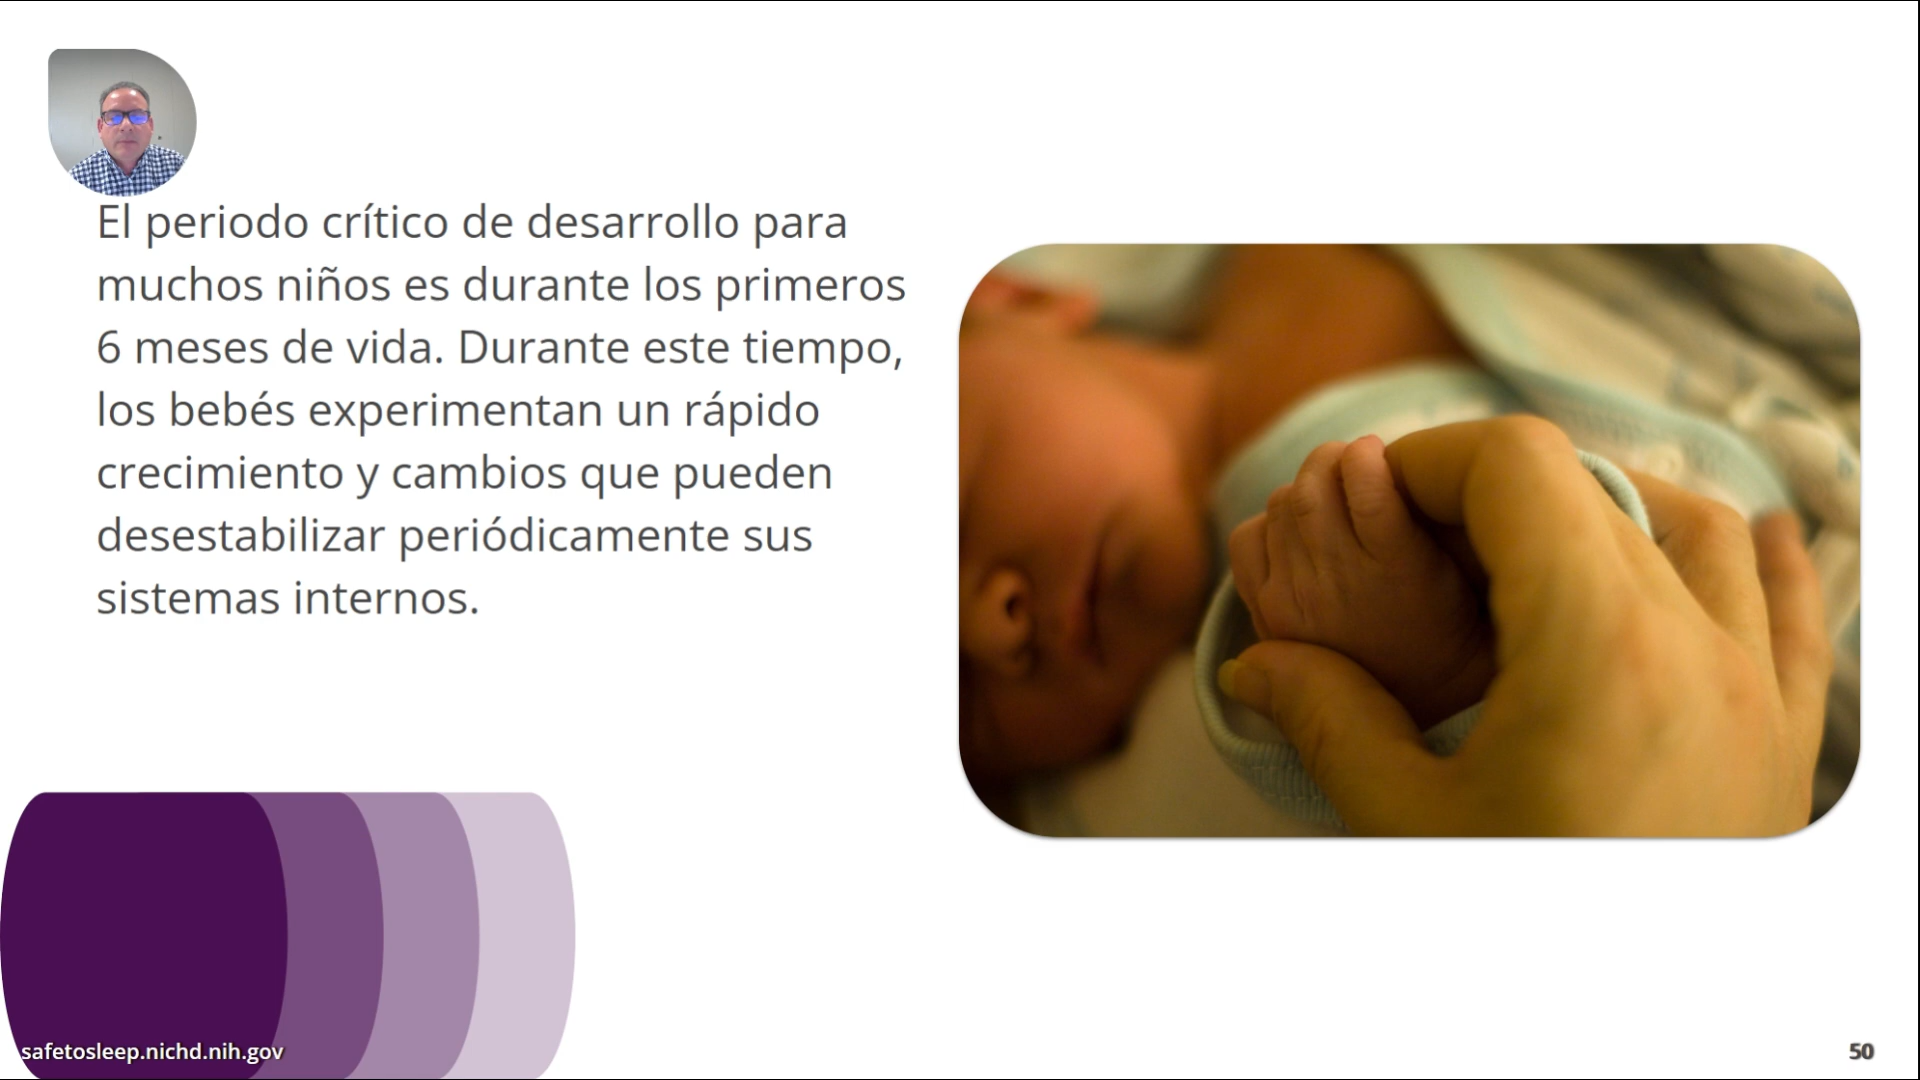 El periodo crítico de desarrollo para
muchos niños es durante los primeros
6 meses de vida. Durante este tiempo,
los bebés experimentan un rápido
crecimiento y cambios que pueden
desestabilizar periódicamente sus
sistemas internos.
safetosleep.nichd.nih.gov
50